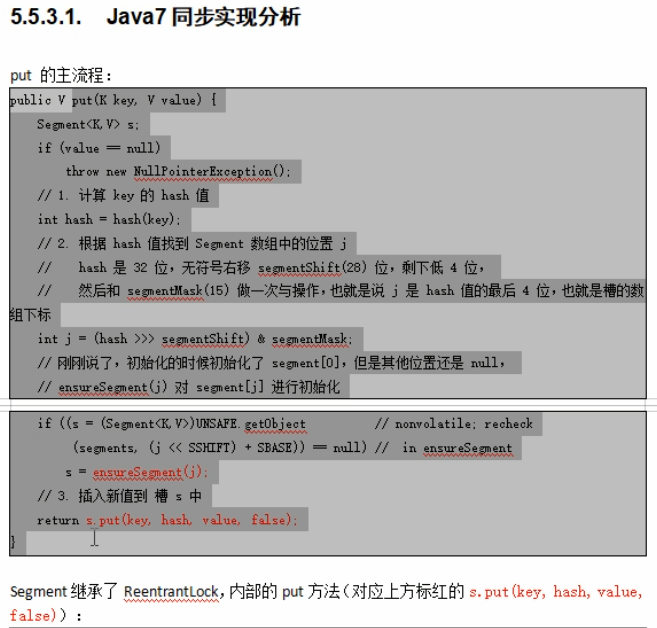 5.5.3.1. Java7 同步实现分析
put 的主流程：
public V put(K key, V value) {
Segment<K,V> s;
if (value == null)
throw new NullPointerException();
// 1. 计算 key 的 hash 值
int hash = hash(key);
// 2. 根据 hash 值找到 Segment 数组中的位置 j
// hash 是 32 位，无符号右移 segmentShift(28) 位，剩下低 4 位，
// 然后和 segmentMask(15) 做一次与操作，也就是说 j 是 hash 值的最后 4 位，也就是槽的数
组下标
int j = (hash >>> segmentShift) & segmentMask;
// 刚刚说了，初始化的时候初始化了 segment[0]，但是其他位置还是 null，
// ensureSegment(j) 对 segment[j] 进行初始化
if ((s = (Segment<K,V>)UNSAFE.getObject // nonvolatile; recheck
(segments, (j << SSHIFT) + SBASE)) == null) // in ensureSegment
s = ensureSegment(j);
// 3. 插入新值到 槽 s 中
return s.put(key, hash, value, false);
}
Segment 继承了 ReentrantLock，内部的 put 方法（对应上方标红的 s.put(key, hash, value,
false)）：